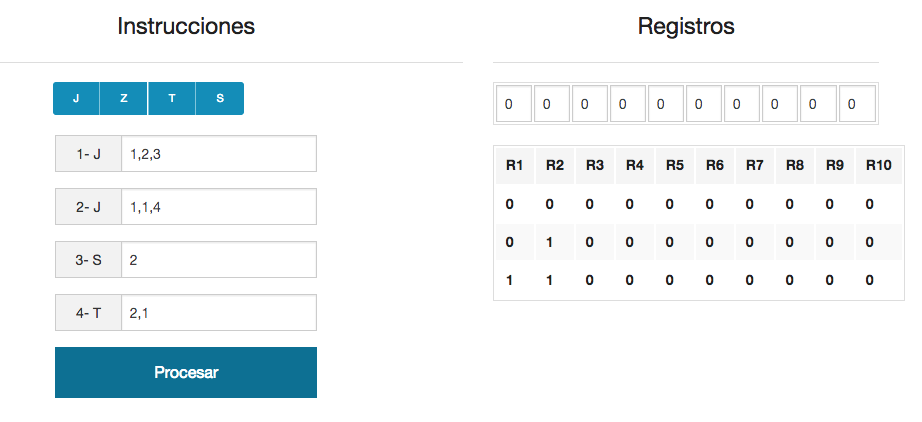 Instrucciones
J Z T S
1- J 1,2,3
2- J 1,1,4
3- S 2
4- T 2,1
Procesar
Registros
0 0 0 0 0 0 0 0 0 0
R1 R2 R3 R4 R5 R6 R7 R8 R9 R10
0 0 0 0 0 0 0 0 0 0
0 1 0 0 0 0 0 0 0 0
1 1 0 0 0 0 0 0 0 0